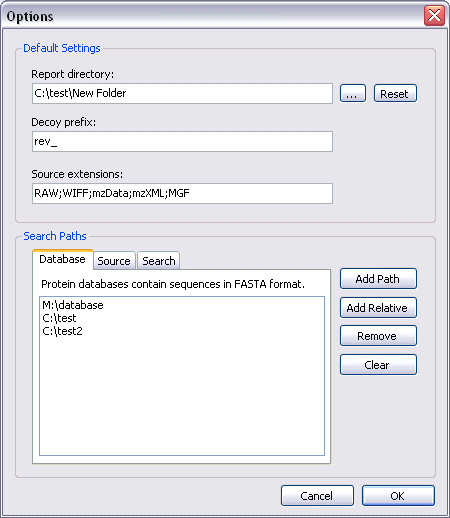 Options
Default Settings
Report directory:
C:\test\New Folder
...
Reset
Decoy prefix:
rev_
Source extensions:
RAW;WIFF;mzData;mzXML;MGF
Search Paths
Database Source Search
Protein databases contain sequences in FASTA format.
M:\database
C:\test
C:\test2
Add Path
Add Relative
Remove
Clear
Cancel OK